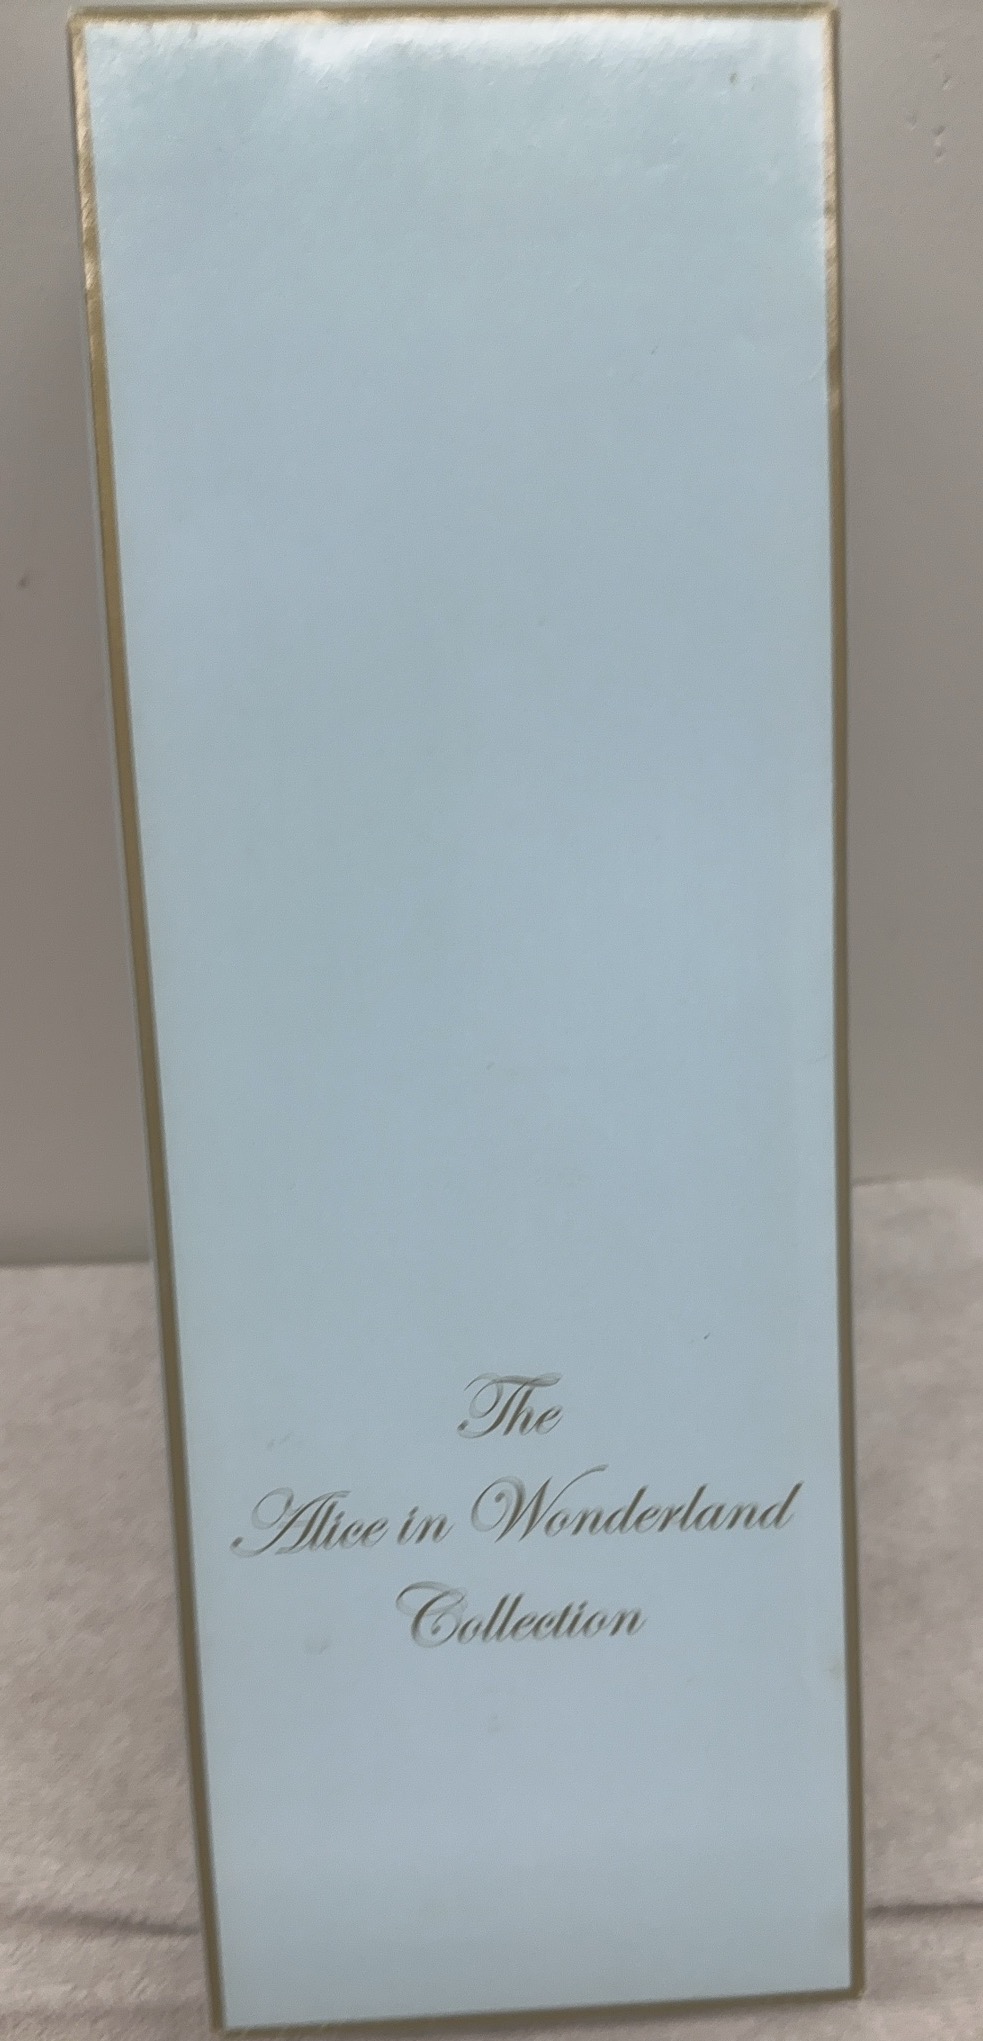 The
Alice in Wonderland
Collection